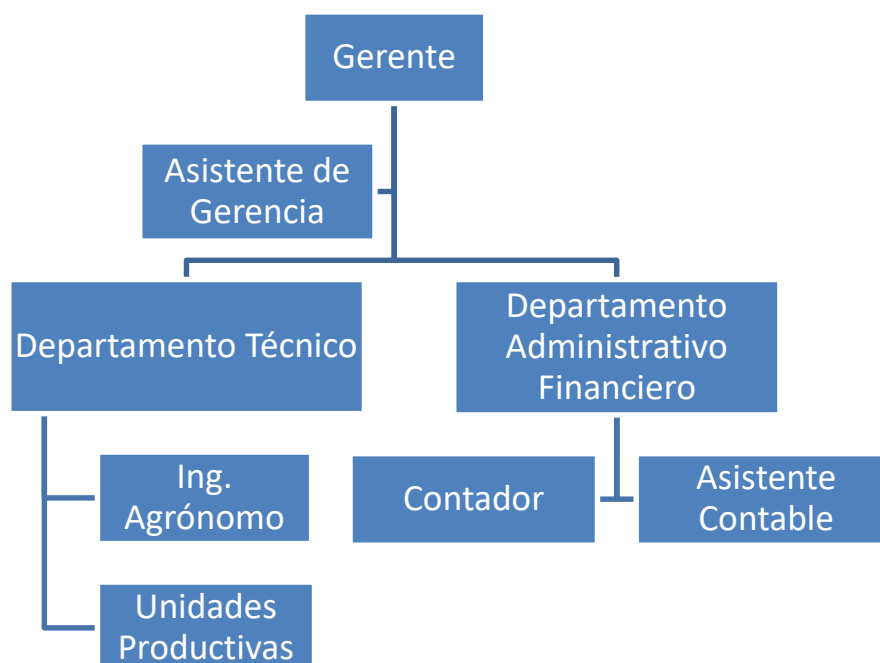 Gerente
Asistente de
Gerencia
Departamento Técnico
Departamento
Administrativo
Financiero
Ing.
Agrónomo
Contador
Asistente
Contable
Unidades
Productivas